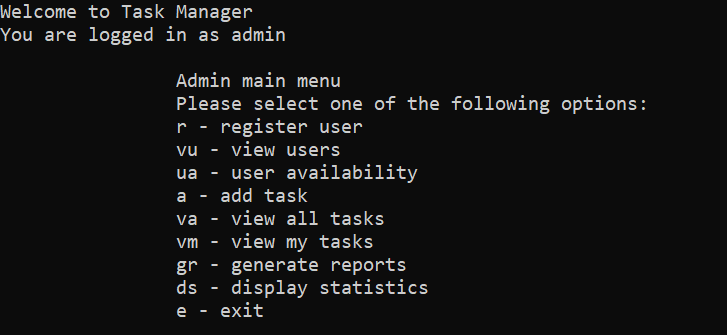 Welcome to Task Manager
You are logged in as admin
Admin main menu
Please select one of the following options:
r - register user
vu - view users
ua - user availability
a - add task
va - view all tasks
vm - view my tasks
gr - generate reports
ds - display statistics
e - exit